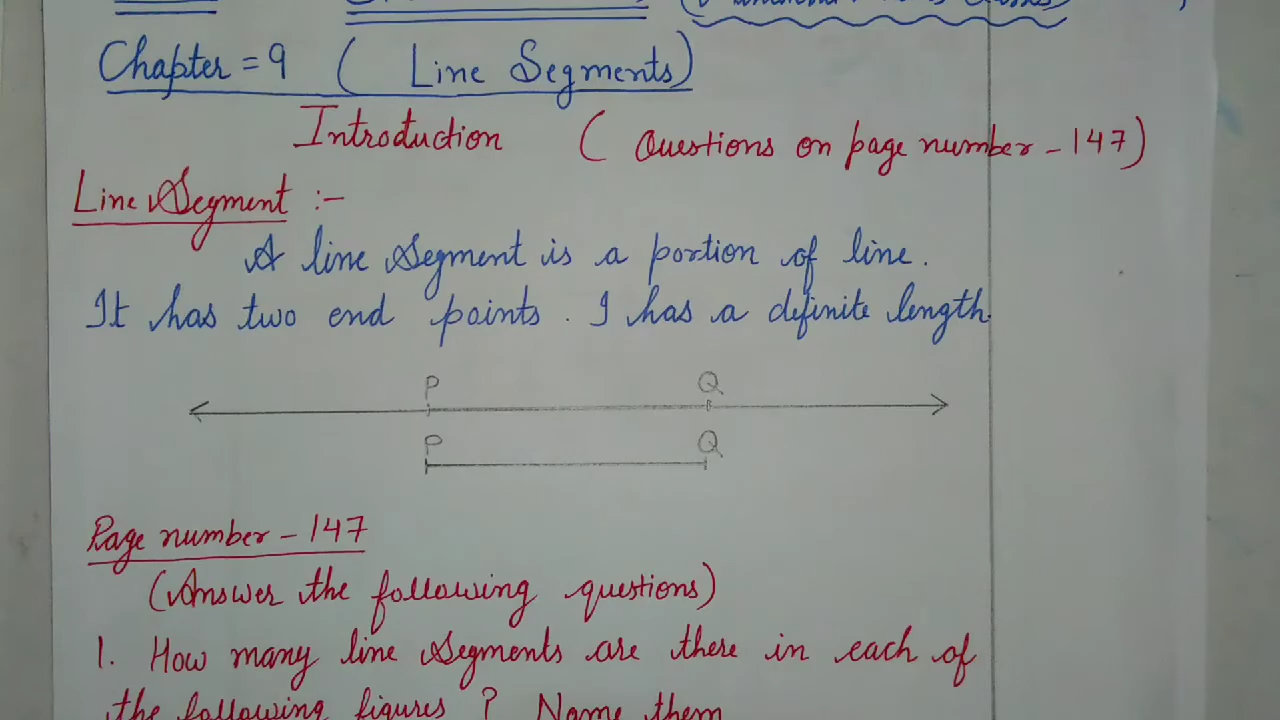 Chapter = 9 ( Line Segments)
Introduction ( Questions on page number - 147)
Line Segment :-
A line segment is a portion of line.
It has two end points. I has a definite length
P Q
P Q
Page number - 147
(Answer the following questions)
1. How many line segments are there in each of
the following figures ? Name them